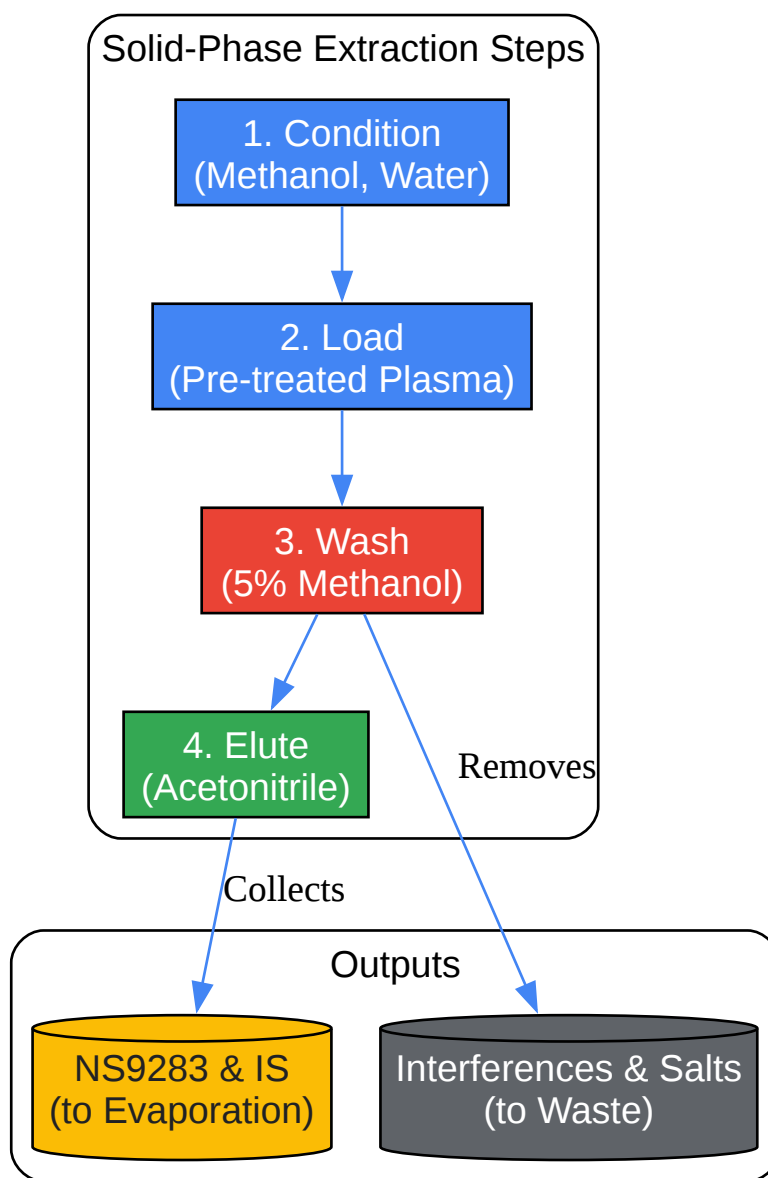 Solid-Phase Extraction Steps
1. Condition
(Methanol, Water)
2. Load
(Pre-treated Plasma)
3. Wash
(5% Methanol)
4. Elute
(Acetonitrile)
Removes
Collects
Outputs
NS9283 & IS
(to Evaporation)
Interferences & Salts
(to Waste)